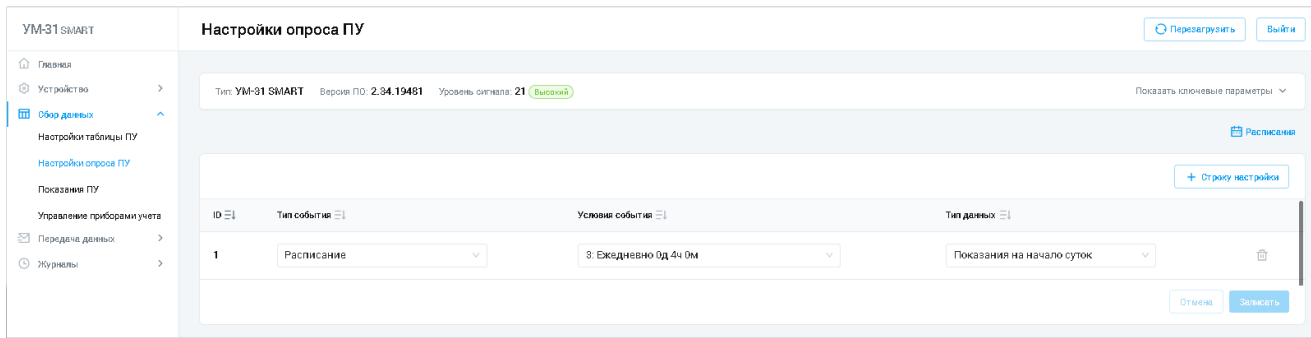 УМ-31 SMART
Настройки опроса ПУ
Перезагрузить
Выйти
Главная
Устройство
Сбор данных
Настройки таблицы ПУ
Настройки опроса ПУ
Показания ПУ
Управление приборами учета
Передача данных
Журналы
Тип: УМ-31 SMART Версия ПО: 2.34.19481 Уровень сигнала: 21 Высокий
Показать ключевые параметры
Расписания
+ Строку настройки
ID Тип события Условия события Тип данных
1 Расписание 3: Ежедневно 0д 4ч 0м Показания на начало суток
Отмена Записать